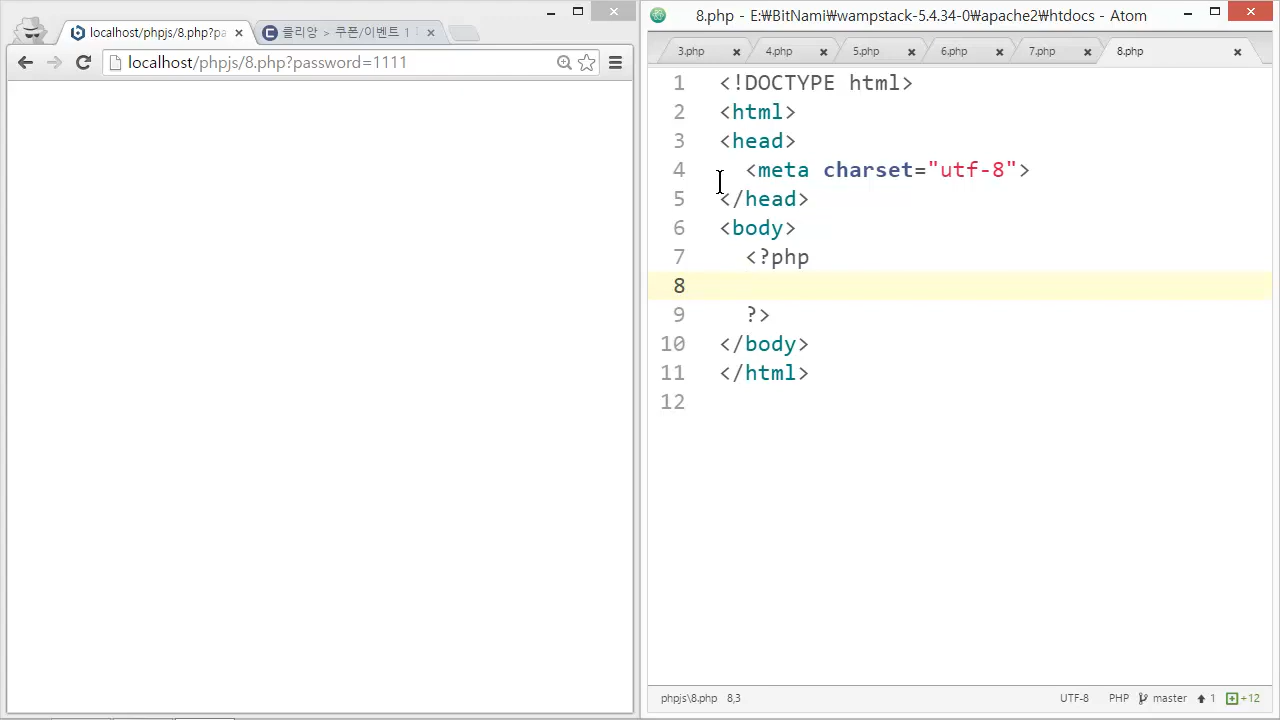 localhost/phpjs/8.php?pa
클리앙 > 쿠폰/이벤트 1
localhost/phpjs/8.php?password=1111
8.php - E:₩BitNami₩wampstack-5.4.34-0₩apache2₩htdocs - Atom
3.php
4.php
5.php
6.php
7.php
8.php
1 <!DOCTYPE html>
2 <html>
3 <head>
4 <meta charset="utf-8">
5 </head>
6 <body>
7 <?php
8
9 ?>
10 </body>
11 </html>
12
phpjs\8.php 8,3
UTF-8 PHP master 1 +12